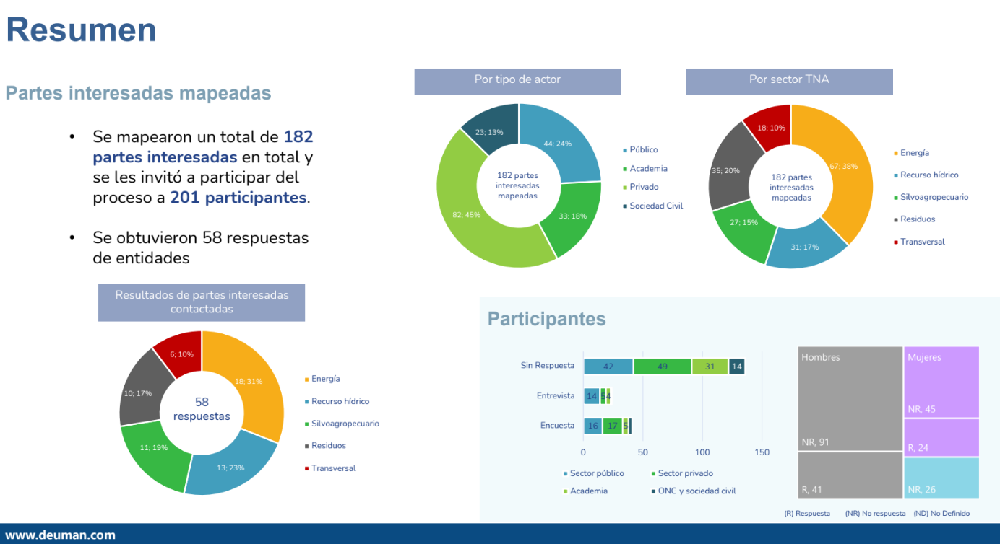 Resumen
Partes interesadas mapeadas
• Se mapearon un total de 182
partes interesadas en total y
se les invitó a participar del
proceso a 201 participantes.
• Se obtuvieron 58 respuestas
de entidades
Resultados de partes interesadas
contactadas
6; 10%
18; 31%
10; 17%
58
respuestas
11; 19%
13; 23%
Energía
Recurso hídrico
Silvoagropecuario
Residuos
Transversal
Por tipo de actor
23; 13%
44; 24%
182 partes
interesadas
mapeadas
82; 45%
33; 18%
Público
Academia
Privado
Sociedad Civil
Por sector TNA
18; 10%
67; 38%
35; 20%
182 partes
interesadas
mapeadas
27; 15%
31; 17%
Energía
Recurso hídrico
Silvoagropecuario
Residuos
Transversal
Participantes
Sin Respuesta 42 49 31 14
Entrevista 14 5 4
Encuesta 16 17 5
0 50 100 150
Sector público Sector privado
Academia ONG y sociedad civil
Hombres
NR, 91
R, 41
Mujeres
NR, 45
R, 24
NR, 26
(R) Respuesta (NR) No respuesta (ND) No Definido
www.deuman.com